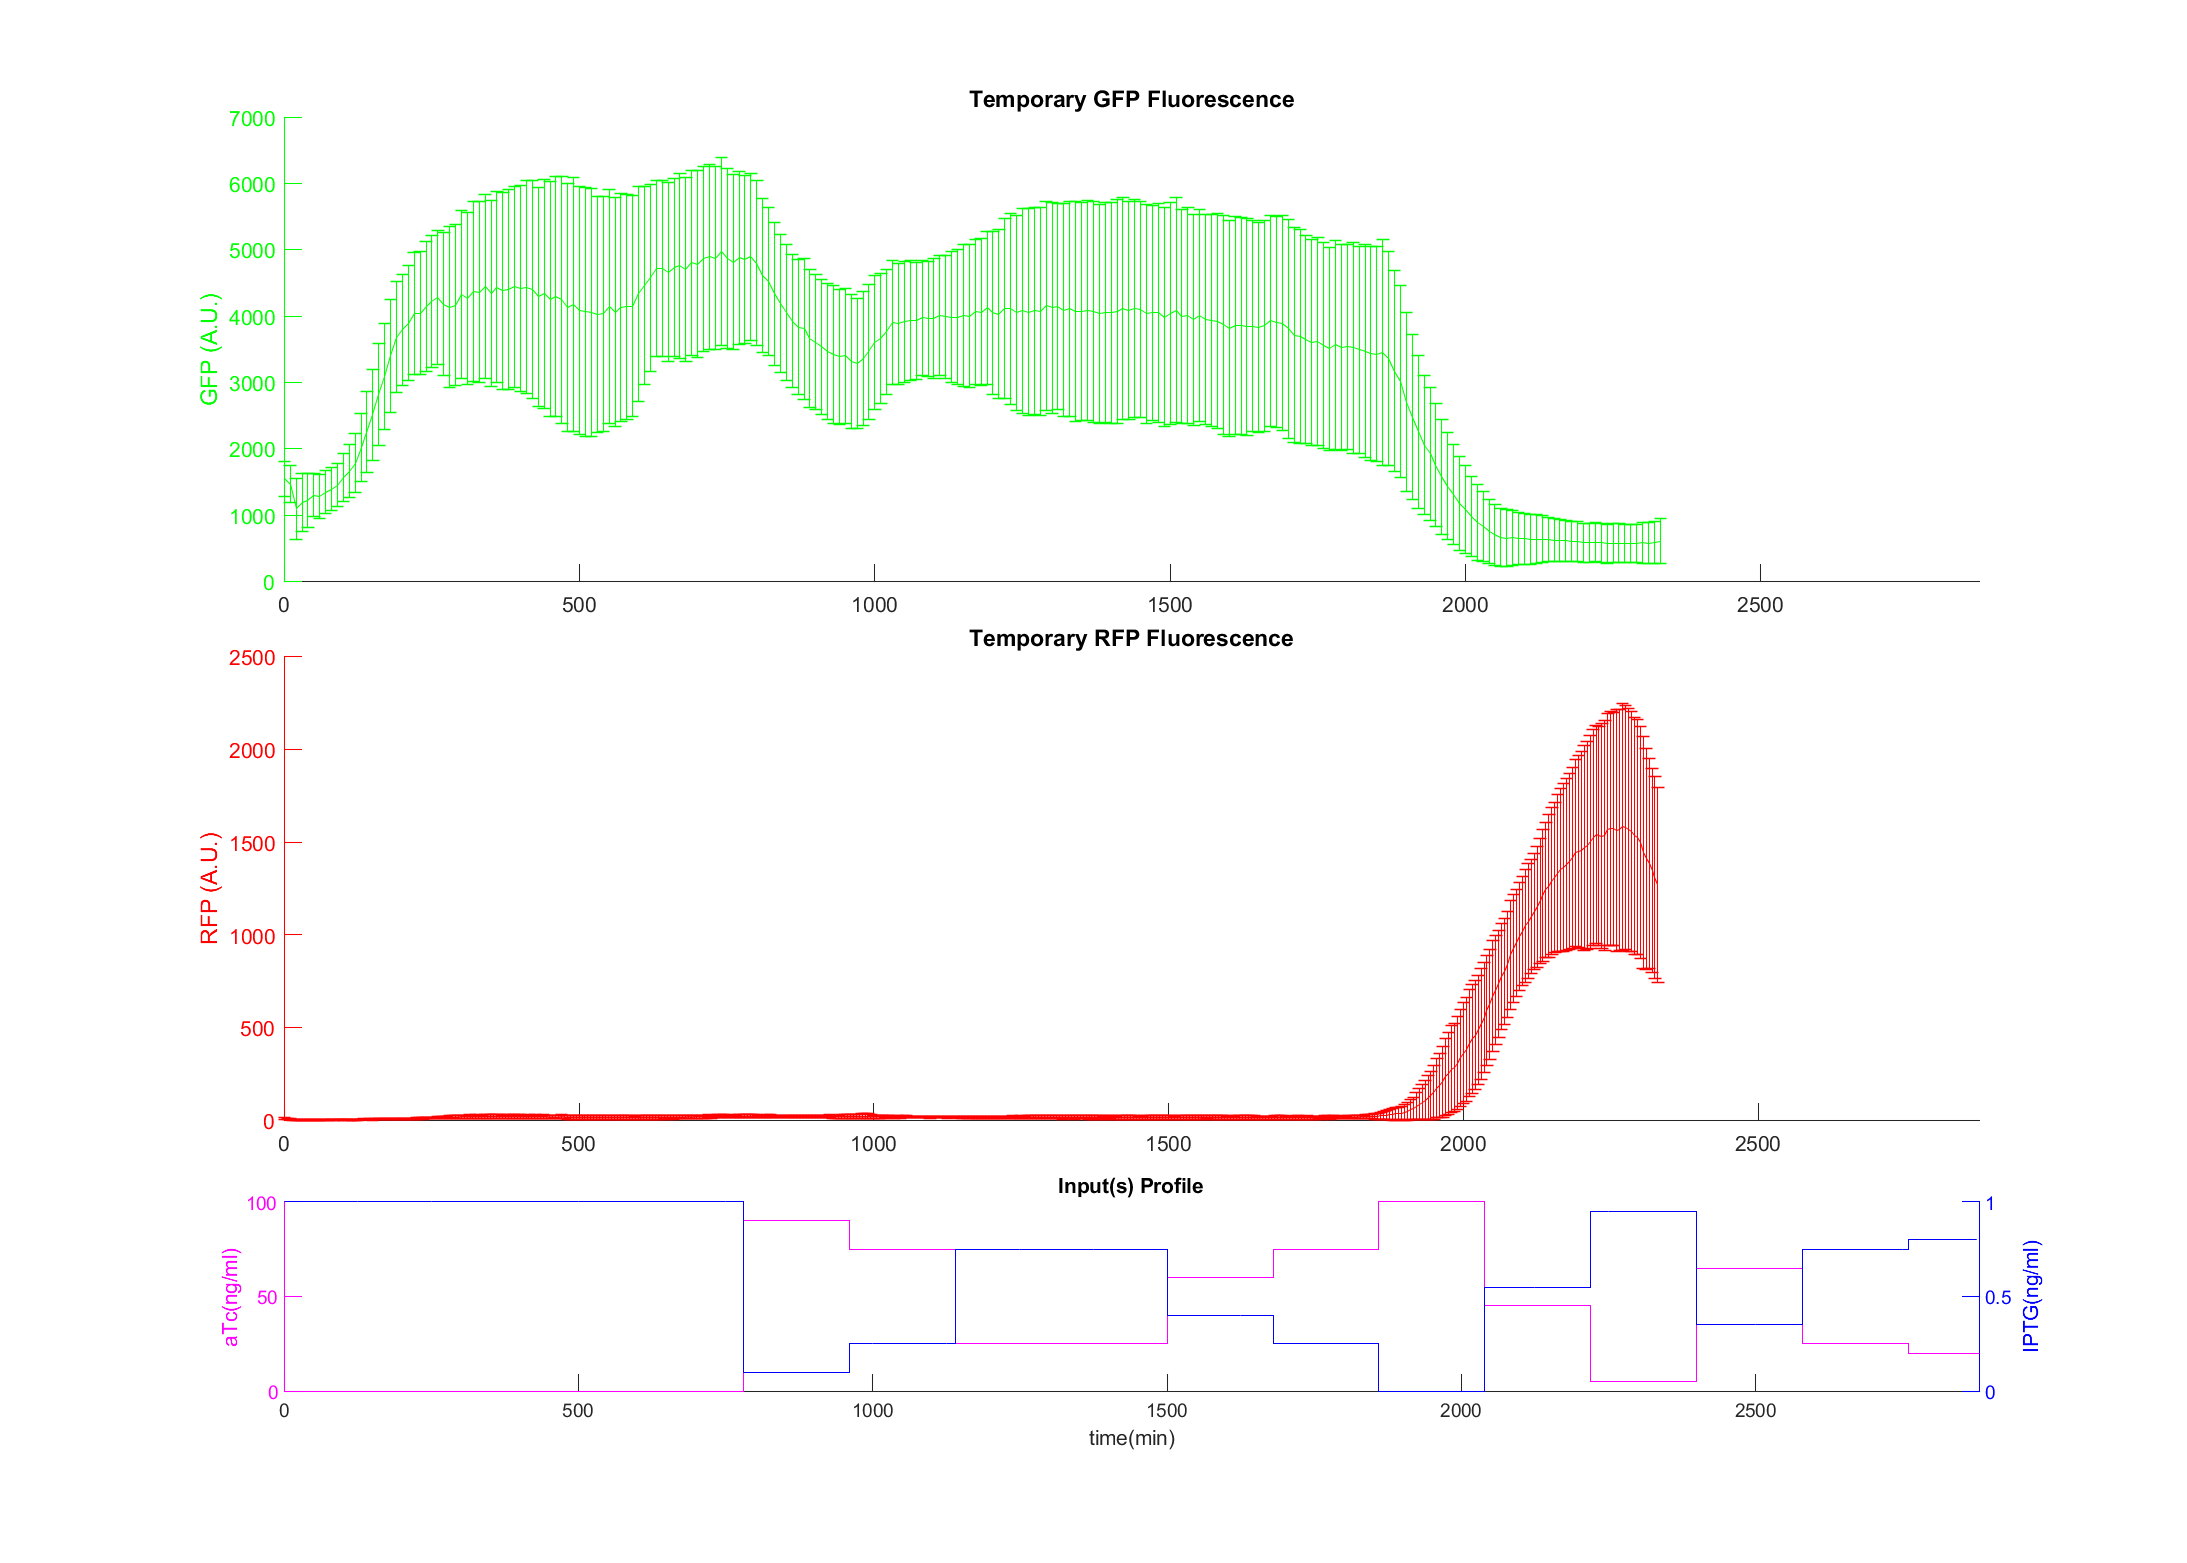 Temporary GFP Fluorescence
7000
6000
5000
4000
3000
2000
1000
0
GFP (A.U.)
0 500 1000 1500 2000 2500
Temporary RFP Fluorescence
2500
2000
1500
1000
500
0
RFP (A.U.)
0 500 1000 1500 2000 2500
Input(s) Profile
100
50
0
aTc(ng/ml)
1
0.5
0
IPTG(ng/ml)
0 500 1000 1500 2000 2500
time(min)